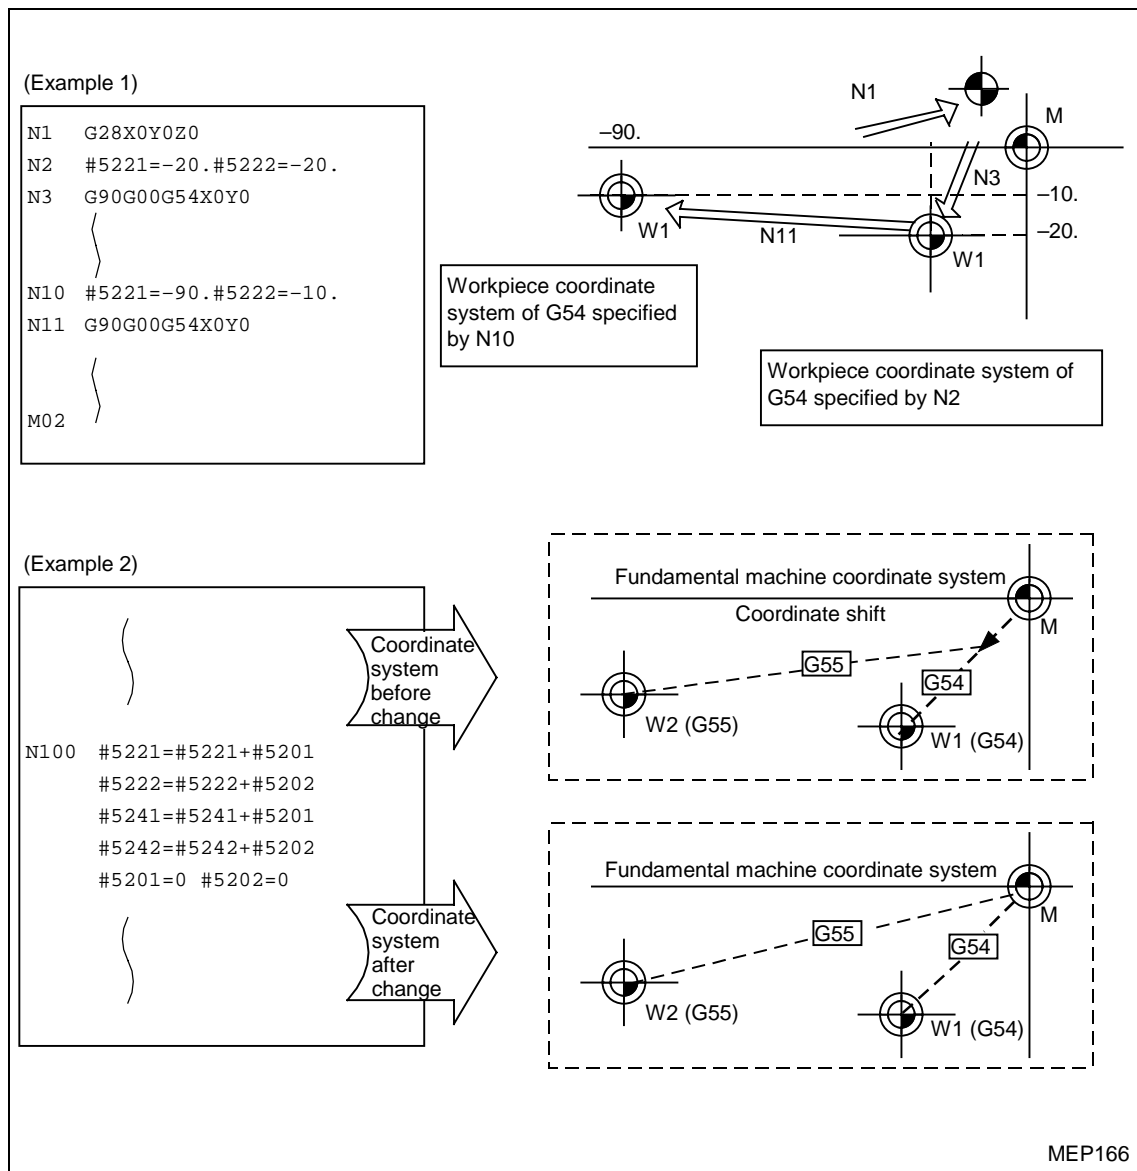 (Example 1)
N1 G28X0Y0Z0
N2 #5221=–20.#5222=–20.
N3 G90G00G54X0Y0
N10 #5221=–90.#5222=–10.
N11 G90G00G54X0Y0
M02
N1
M
–90.
N3
–10.
W1
N11
–20.
W1
Workpiece coordinate
system of G54 specified
by N10
Workpiece coordinate system of
G54 specified by N2
(Example 2)
N100 #5221=#5221+#5201
#5222=#5222+#5202
#5241=#5241+#5201
#5242=#5242+#5202
#5201=0 #5202=0
Coordinate
system
before
change
Fundamental machine coordinate system
Coordinate shift
M
G55
G54
W2 (G55)
W1 (G54)
Coordinate
system
after
change
Fundamental machine coordinate system
M
G55
G54
W2 (G55)
W1 (G54)
MEP166